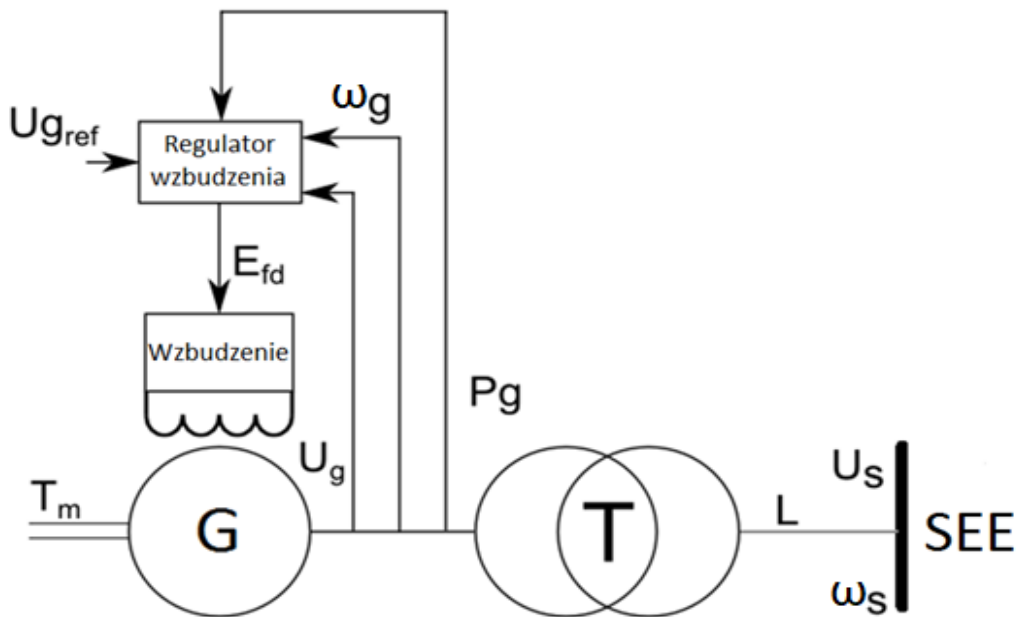 ωg
Ugref
Regulator
wzbudzenia
Efd
Wzbudzenie
Pg
Ug
Us
Tm
G
T
L
SEE
ωs